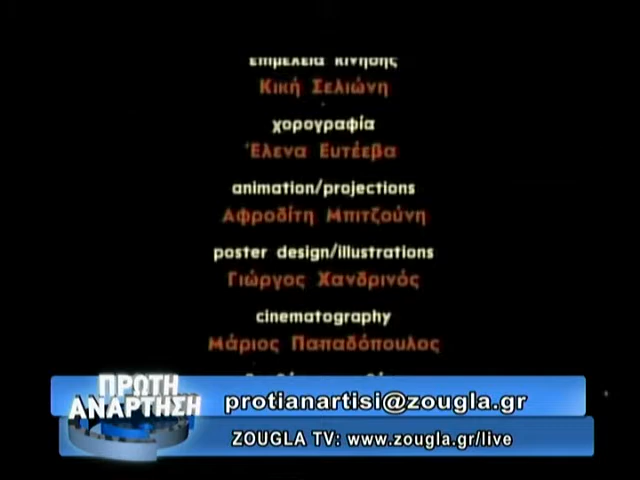 επιμέλεια κίνησης
Κική Σελιώνη
χορογραφία
Έλενα Ευτέεβα
animation/projections
Αφροδίτη Μπιτζούνη
poster design/illustrations
Γιώργος Χανδρινός
cinematography
Μάριος Παπαδόπουλος
ΠΡΩΤΗ
ΑΝΑΡΤΗΣΗ
protianartisi@zougla.gr
ZOUGLA TV: www.zougla.gr/live